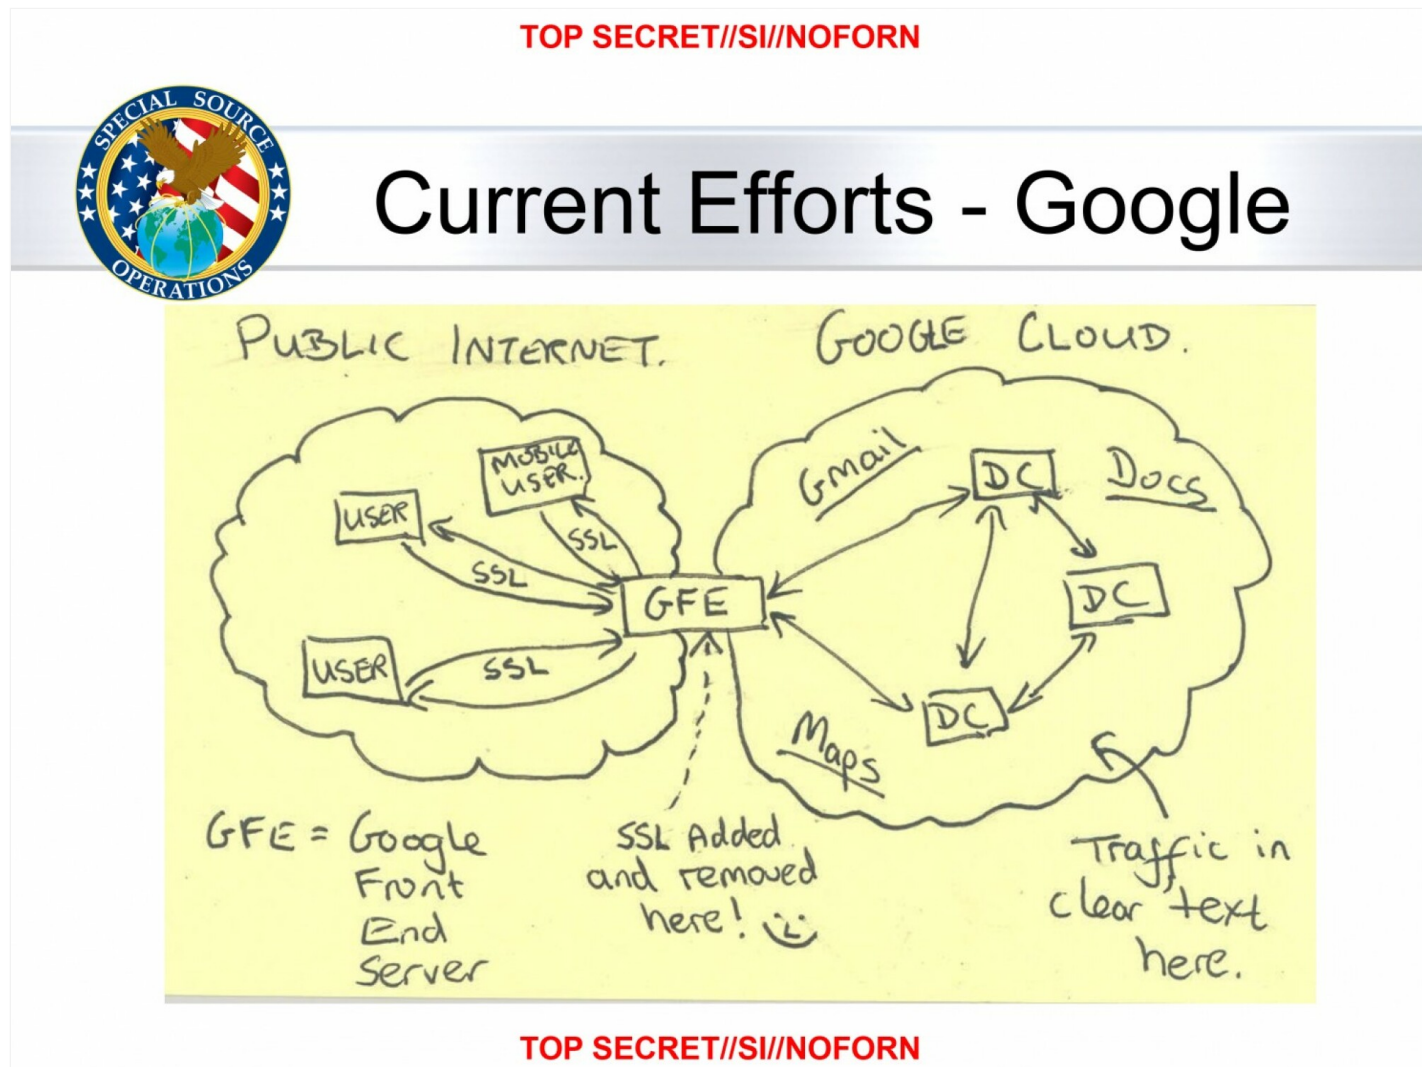 TOP SECRET//SI//NOFORN
SPECIAL SOURCE
OPERATIONS
Current Efforts - Google
PUBLIC INTERNET.
GOOGLE CLOUD.
MOBILE
USER.
USER
SSL
SSL
USER
SSL
GFE
Gmail
DC
Docs
DC
DC
Maps
GFE = Google
Front
End
Server
SSL Added
and removed
here!
Traffic in
clear text
here.
TOP SECRET//SI//NOFORN